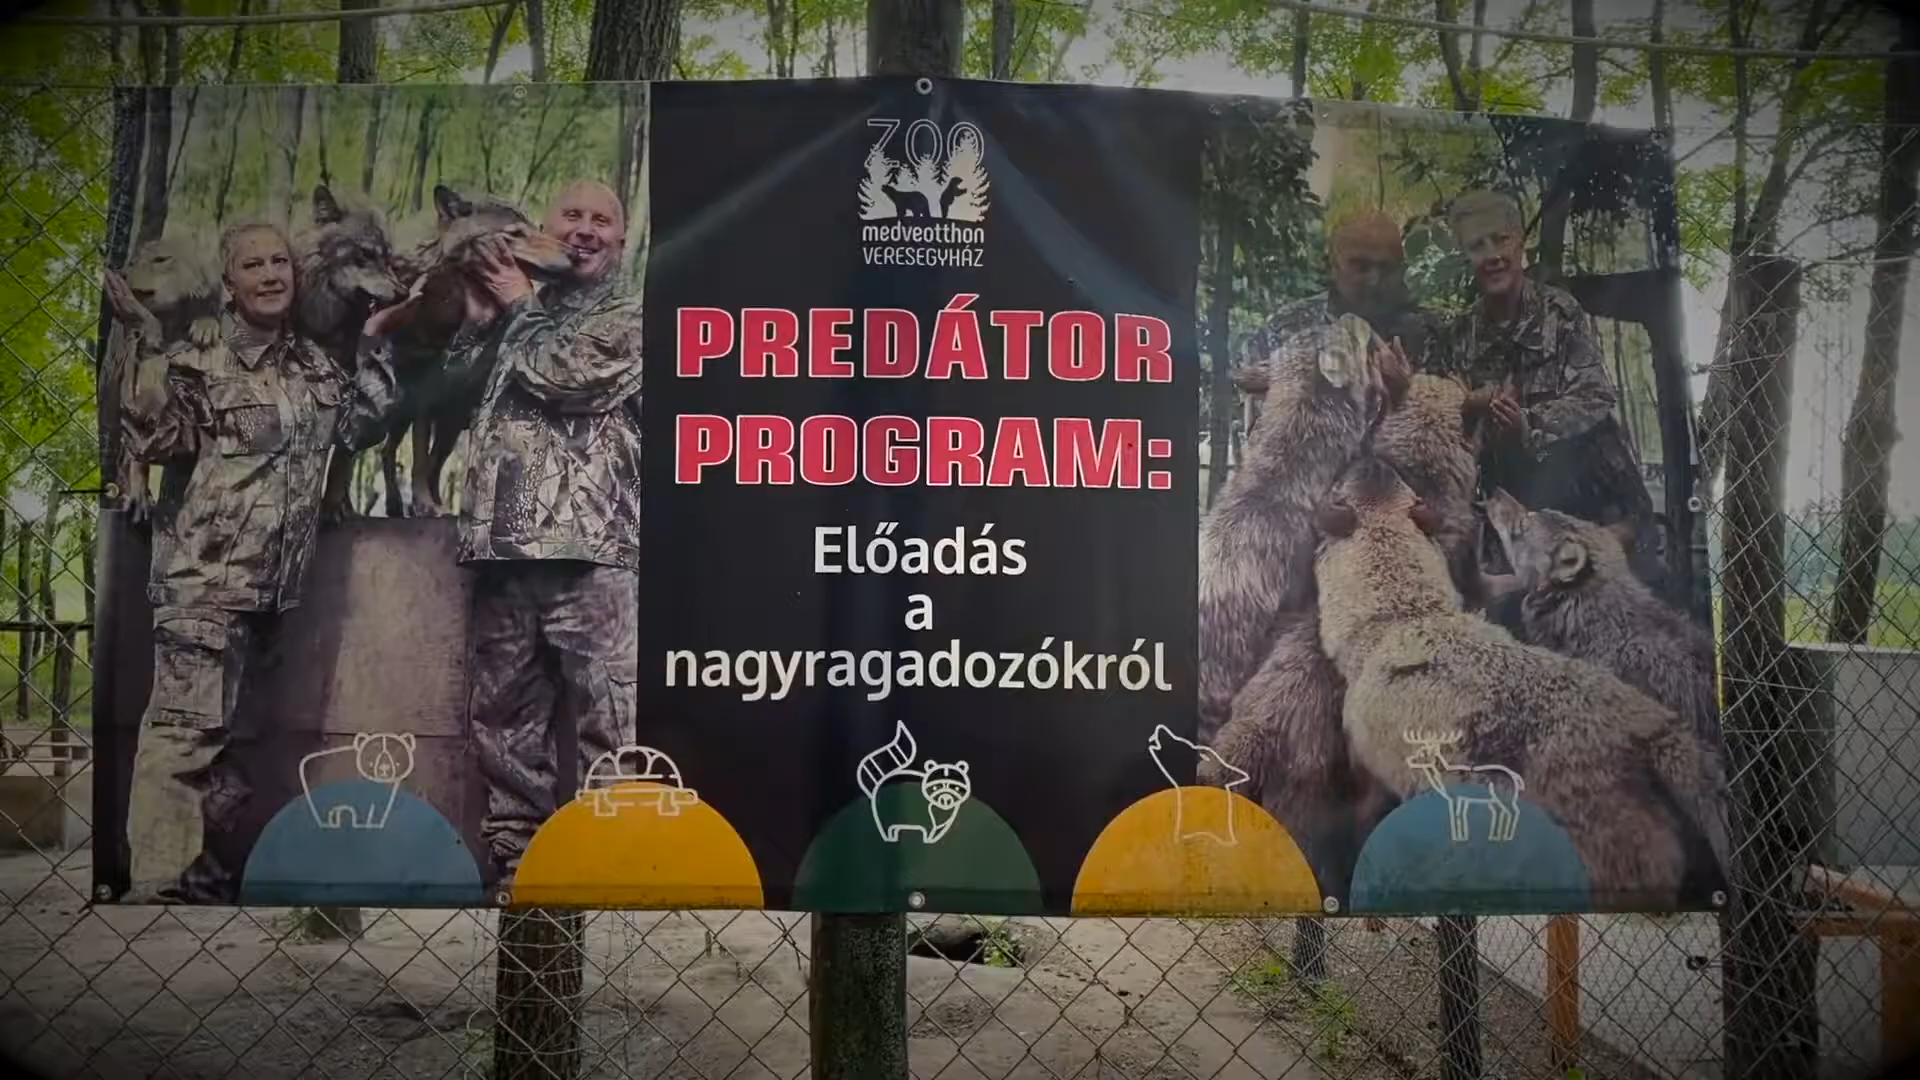 ZOO
medveotthon
VERESEGYHÁZ
PREDÁTOR
PROGRAM:
Előadás
a
nagyragadozókról